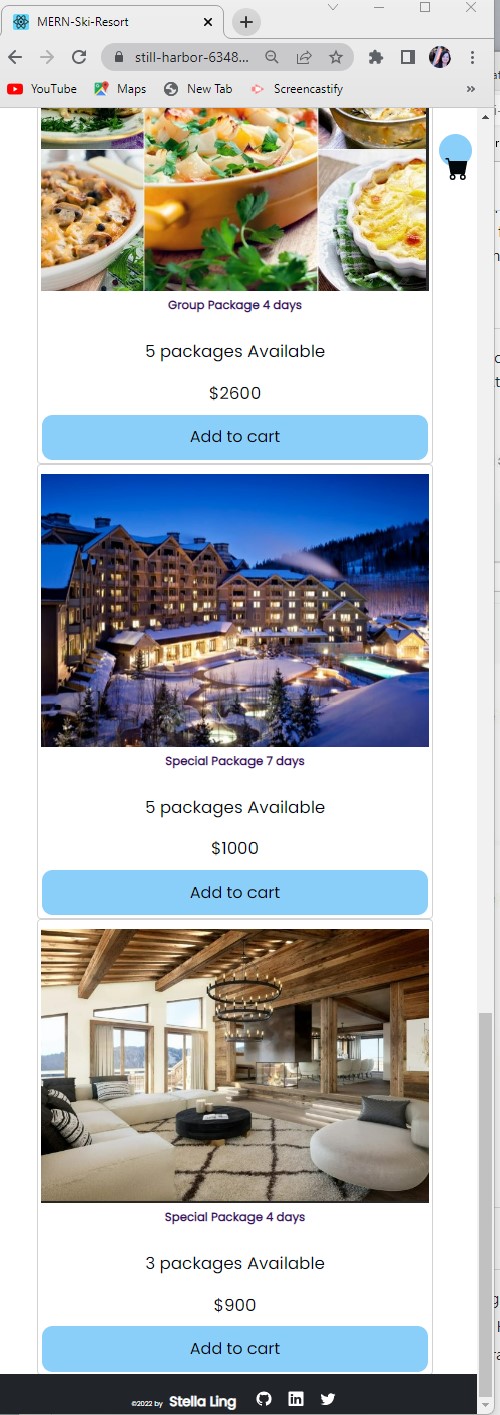 MERN-Ski-Resort
still-harbor-6348...
YouTube
Maps
New Tab
Screencastify
Group Package 4 days
5 packages Available
$2600
Add to cart
Special Package 7 days
5 packages Available
$1000
Add to cart
Special Package 4 days
3 packages Available
$900
Add to cart
©2022 by Stella Ling